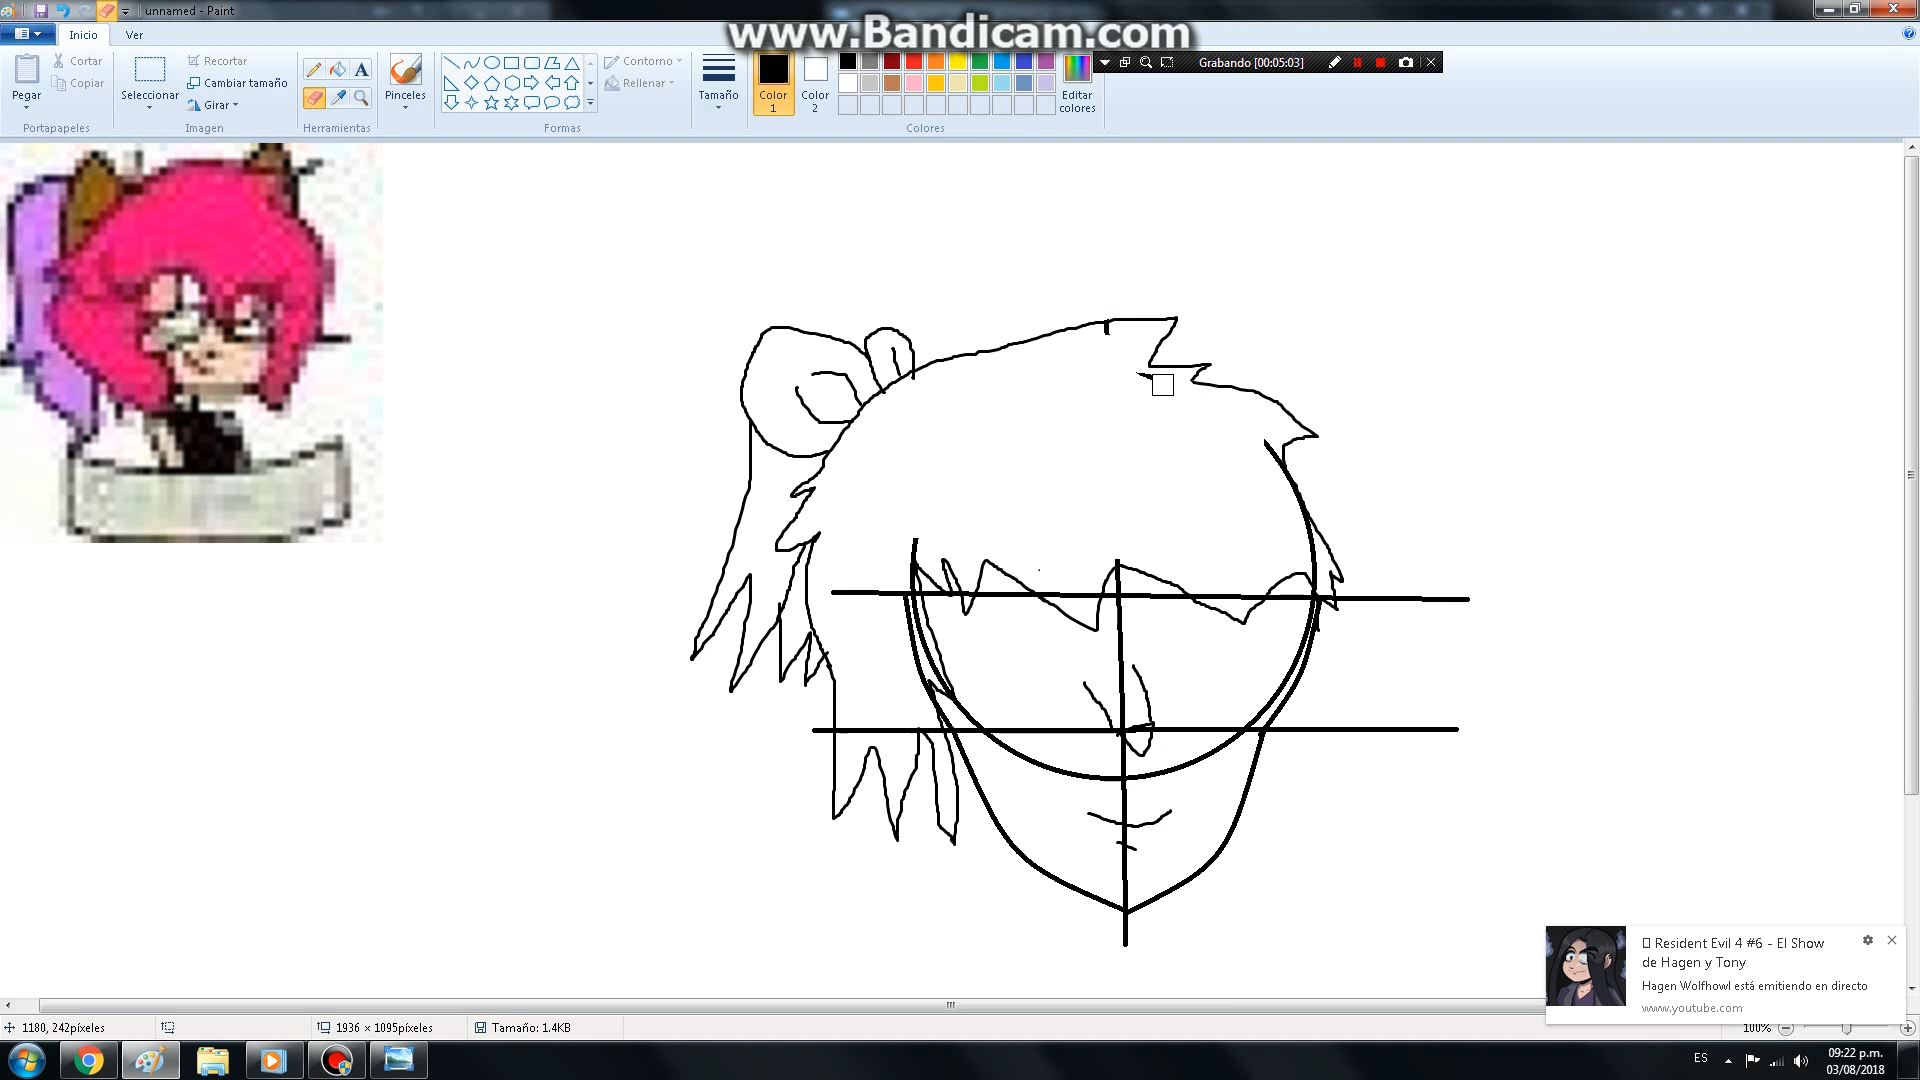 unnamed - Paint
www.Bandicam.com
Inicio
Ver
Pegar
Cortar
Copiar
Portapapeles
Seleccionar
Recortar
Cambiar tamaño
Girar
Imagen
A
Herramientas
Pinceles
Contorno
Rellenar
Formas
Tamaño
Color
1
Color
2
Editar
colores
Colores
Grabando [00:05:03]
Resident Evil 4 #6 - El Show
de Hagen y Tony
Hagen Wolfhowl está emitiendo en directo
www.youtube.com
1180, 242píxeles
1936 × 1095píxeles
Tamaño: 1.4KB
100%
ES
09:22 p.m.
03/08/2018